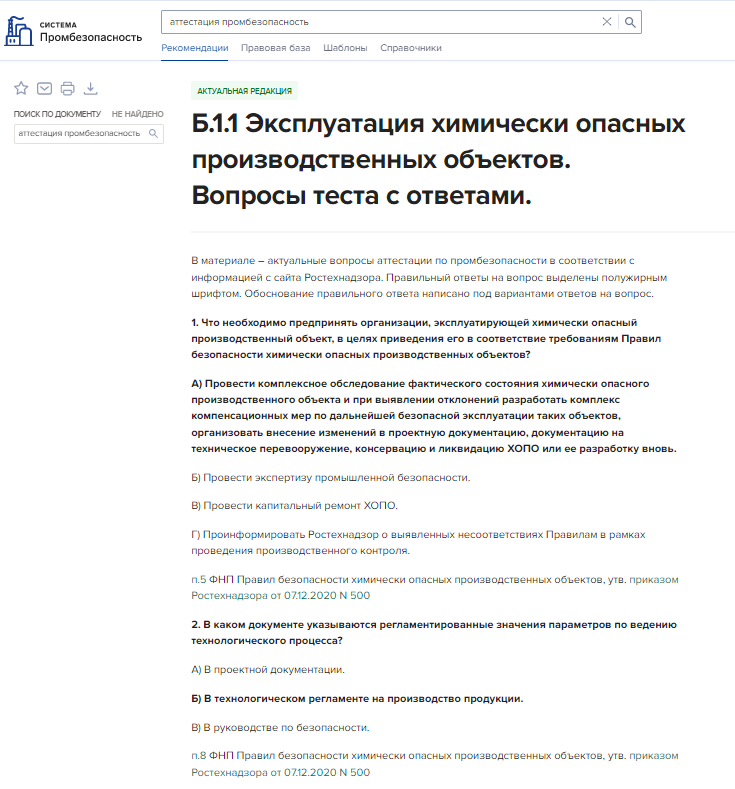 СИСТЕМА
Промбезопасность
аттестация промбезопасность
Рекомендации Правовая база Шаблоны Справочники
ПОИСК ПО ДОКУМЕНТУ НЕ НАЙДЕНО
аттестация промбезопасность
АКТУАЛЬНАЯ РЕДАКЦИЯ
Б.1.1 Эксплуатация химически опасных
производственных объектов.
Вопросы теста с ответами.
В материале – актуальные вопросы аттестации по промбезопасности в соответствии с
информацией с сайта Ростехнадзора. Правильный ответы на вопрос выделены полужирным
шрифтом. Обоснование правильного ответа написано под вариантами ответов на вопрос.
1. Что необходимо предпринять организации, эксплуатирующей химически опасный
производственный объект, в целях приведения его в соответствие требованиям Правил
безопасности химически опасных производственных объектов?
А) Провести комплексное обследование фактического состояния химически опасного
производственного объекта и при выявлении отклонений разработать комплекс
компенсационных мер по дальнейшей безопасной эксплуатации таких объектов,
организовать внесение изменений в проектную документацию, документацию на
техническое перевооружение, консервацию и ликвидацию ХОПО или ее разработку вновь.
Б) Провести экспертизу промышленной безопасности.
В) Провести капитальный ремонт ХОПО.
Г) Проинформировать Ростехнадзор о выявленных несоответствиях Правилам в рамках
проведения производственного контроля.
п.5 ФНП Правил безопасности химически опасных производственных объектов, утв. приказом
Ростехнадзора от 07.12.2020 N 500
2. В каком документе указываются регламентированные значения параметров по ведению
технологического процесса?
А) В проектной документации.
Б) В технологическом регламенте на производство продукции.
В) В руководстве по безопасности.
п.8 ФНП Правил безопасности химически опасных производственных объектов, утв. приказом
Ростехнадзора от 07.12.2020 N 500